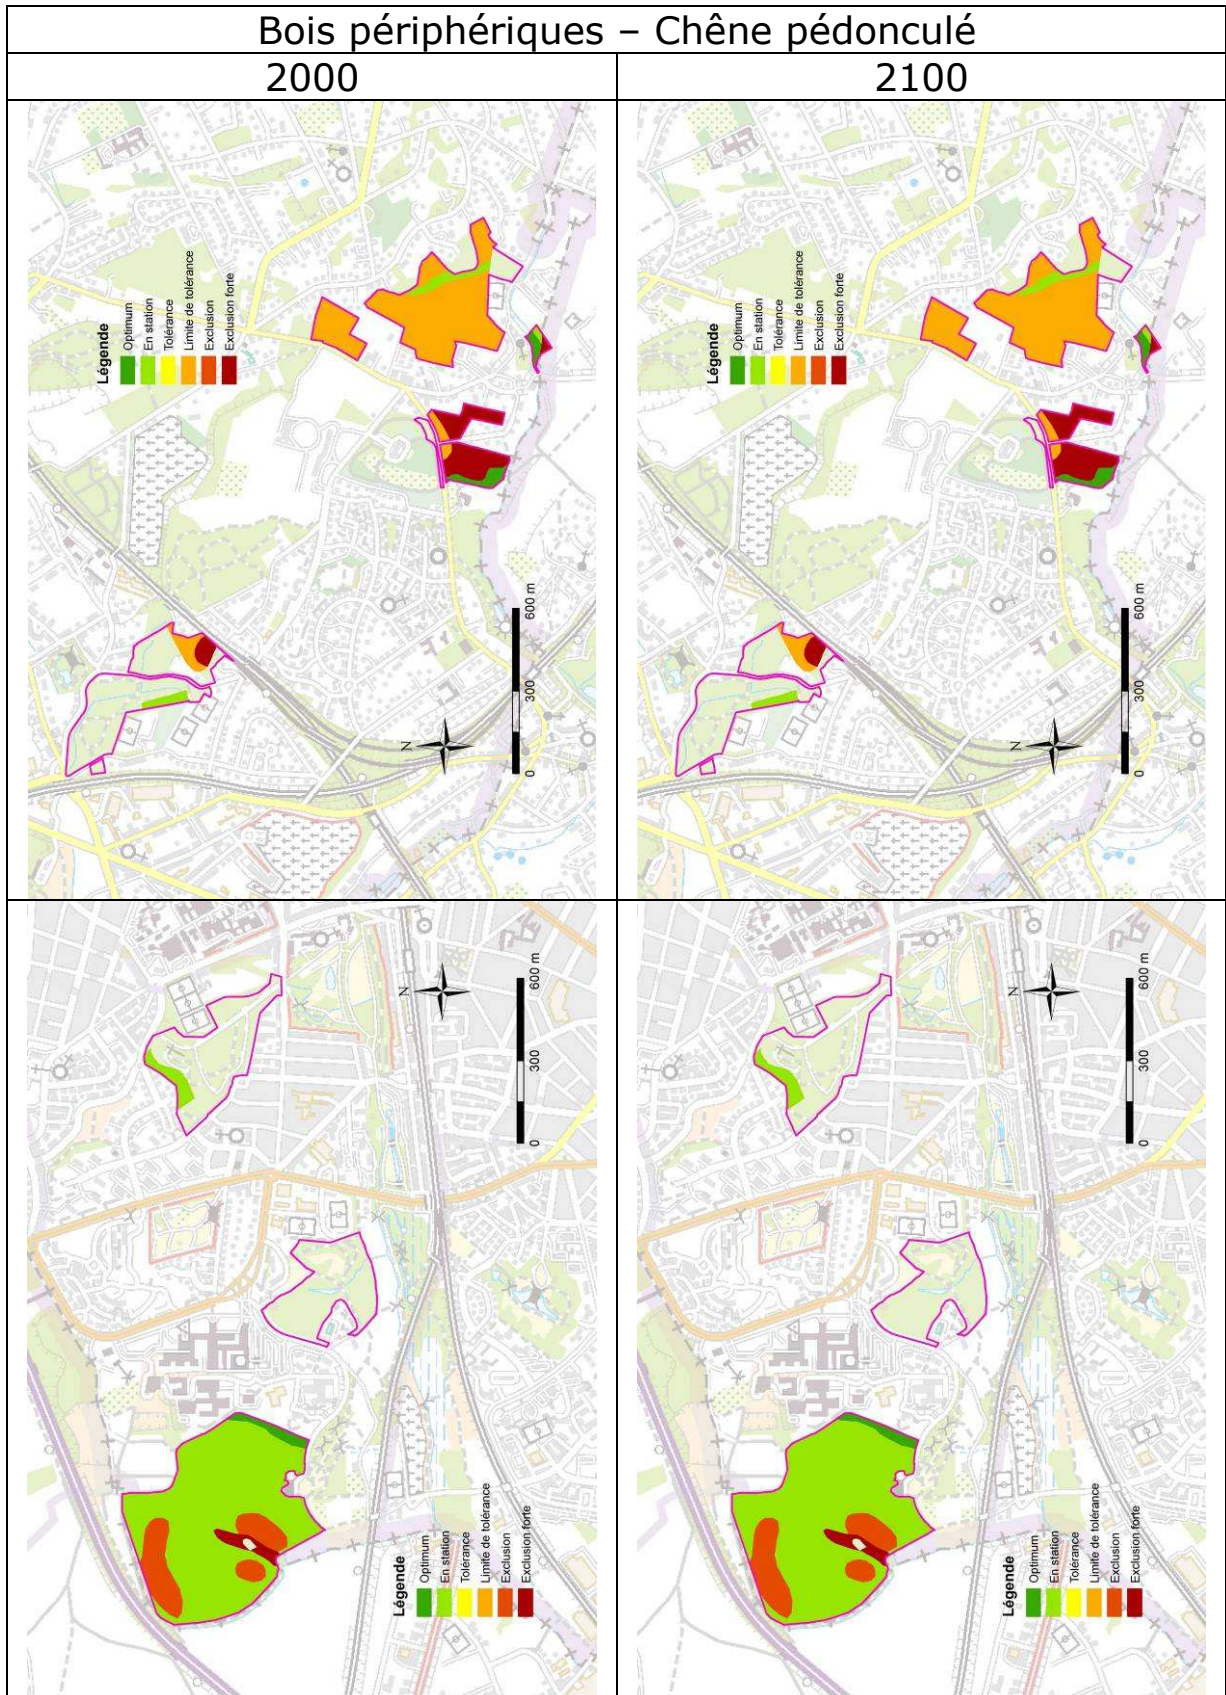 Bois périphériques – Chêne pédonculé
2000
2100
Légende
Optimum
En station
Tolérance
Limite de tolérance
Exclusion
Exclusion forte
N
0
300
600 m
Légende
Optimum
En station
Tolérance
Limite de tolérance
Exclusion
Exclusion forte
N
0
300
600 m
N
0
300
600 m
Légende
Optimum
En station
Tolérance
Limite de tolérance
Exclusion
Exclusion forte
N
0
300
600 m
Légende
Optimum
En station
Tolérance
Limite de tolérance
Exclusion
Exclusion forte